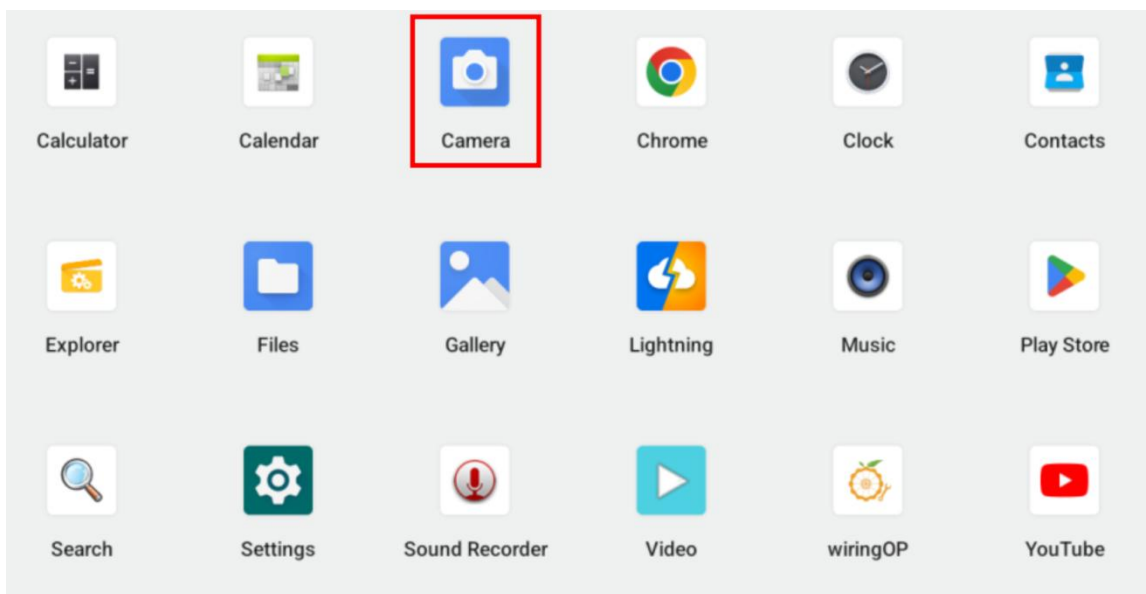 Calculator
Calendar
Camera
Chrome
Clock
Contacts
Explorer
Files
Gallery
Lightning
Music
Play Store
Search
Settings
Sound Recorder
Video
wiringOP
YouTube